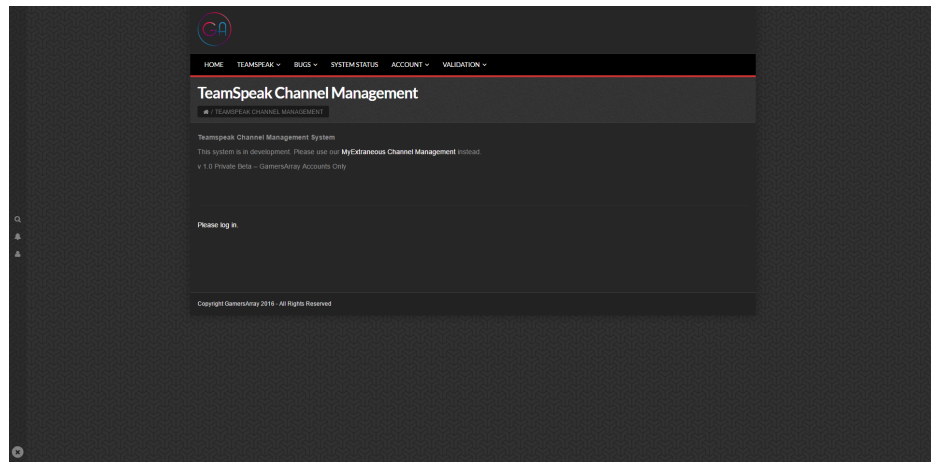 GA
HOME TEAMSPEAK BUGS SYSTEM STATUS ACCOUNT VALIDATION
TeamSpeak Channel Management
/ TEAMSPEAK CHANNEL MANAGEMENT
Teamspeak Channel Management System
This system is in development. Please use our MyExtraneous Channel Management instead.
v 1.0 Private Beta – GamersArray Accounts Only
Please log in.
Copyright GamersArray 2016 - All Rights Reserved